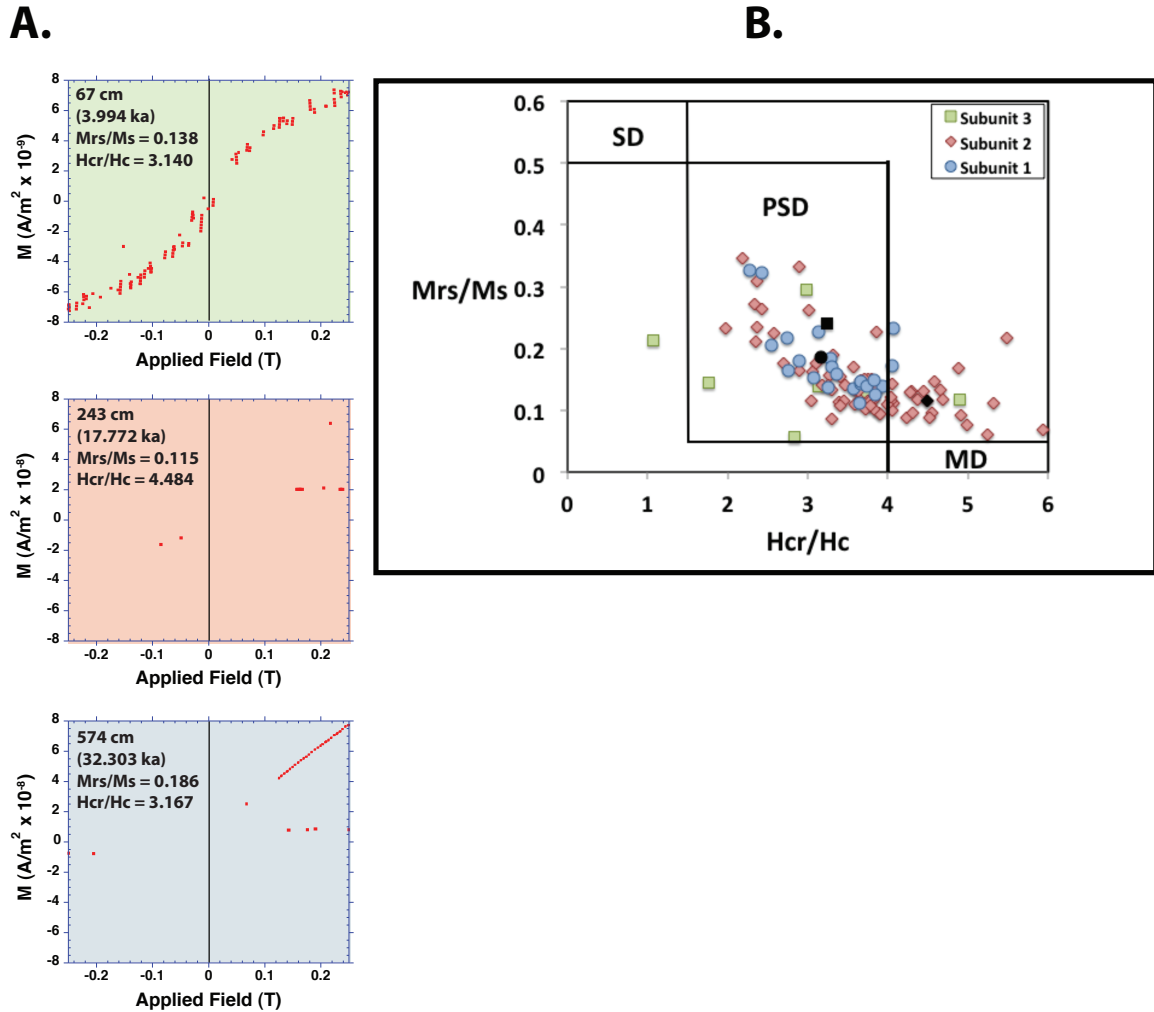 A.
B.
8
6
4
2
0
-2
-4
-6
-8
67 cm
(3.994 ka)
Mrs/Ms = 0.138
Hcr/Hc = 3.140
M (A/m² x 10⁻⁹)
-0.2 -0.1 0 0.1 0.2
Applied Field (T)
8
6
4
2
0
-2
-4
-6
-8
243 cm
(17.772 ka)
Mrs/Ms = 0.115
Hcr/Hc = 4.484
M (A/m² x 10⁻⁸)
-0.2 -0.1 0 0.1 0.2
Applied Field (T)
8
6
4
2
0
-2
-4
-6
-8
574 cm
(32.303 ka)
Mrs/Ms = 0.186
Hcr/Hc = 3.167
M (A/m² x 10⁻⁸)
-0.2 -0.1 0 0.1 0.2
Applied Field (T)
0.6
0.5
0.4
0.3
0.2
0.1
0
Mrs/Ms
SD
PSD
MD
Subunit 3
Subunit 2
Subunit 1
0 1 2 3 4 5 6
Hcr/Hc